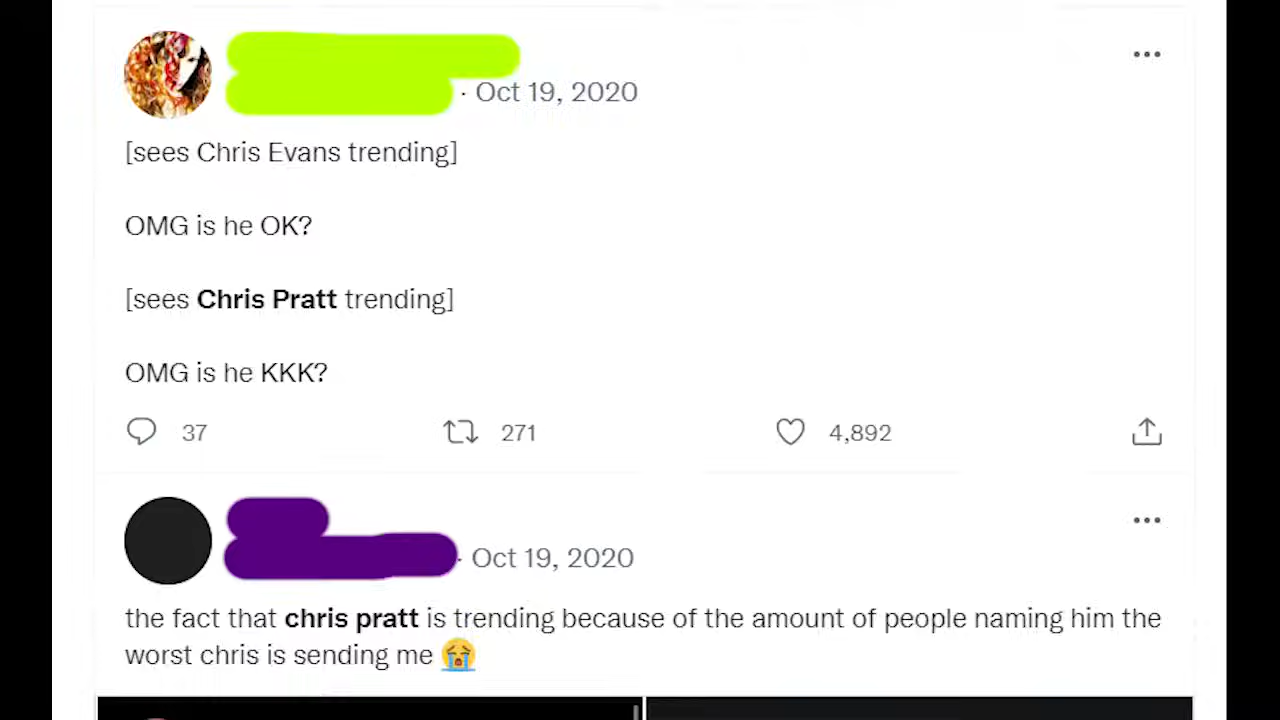 · Oct 19, 2020
[sees Chris Evans trending]
OMG is he OK?
[sees Chris Pratt trending]
OMG is he KKK?
37 271 4,892
· Oct 19, 2020
the fact that chris pratt is trending because of the amount of people naming him the
worst chris is sending me 😭